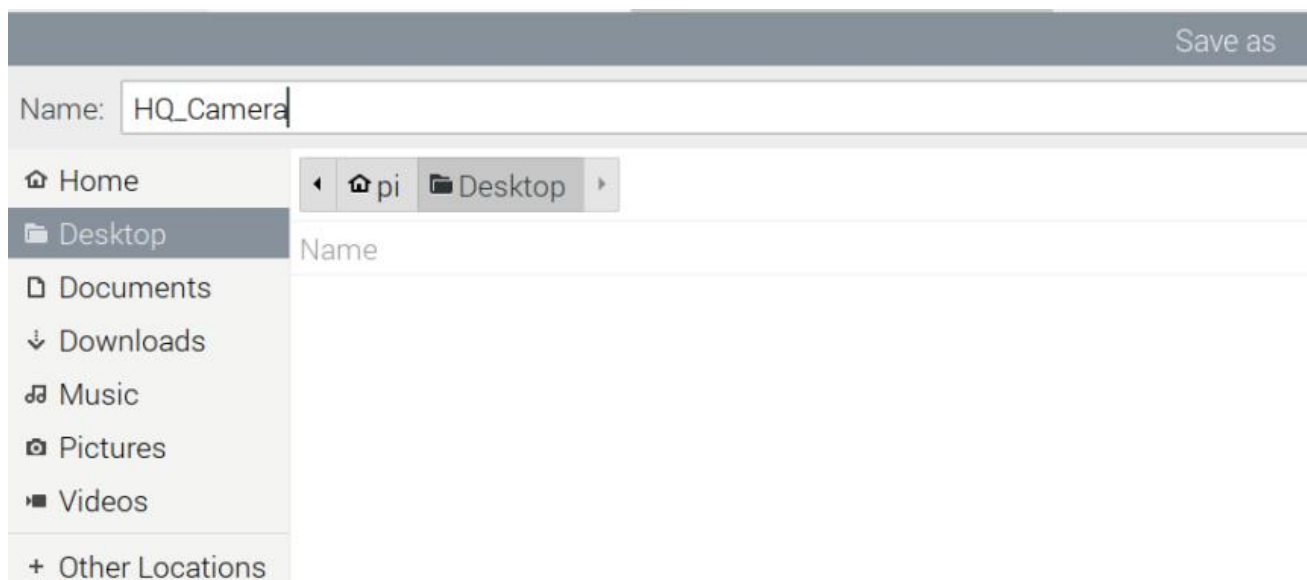 Save as
Name: HQ_Camera
Home
pi Desktop
Desktop
Name
Documents
Downloads
Music
Pictures
Videos
+ Other Locations